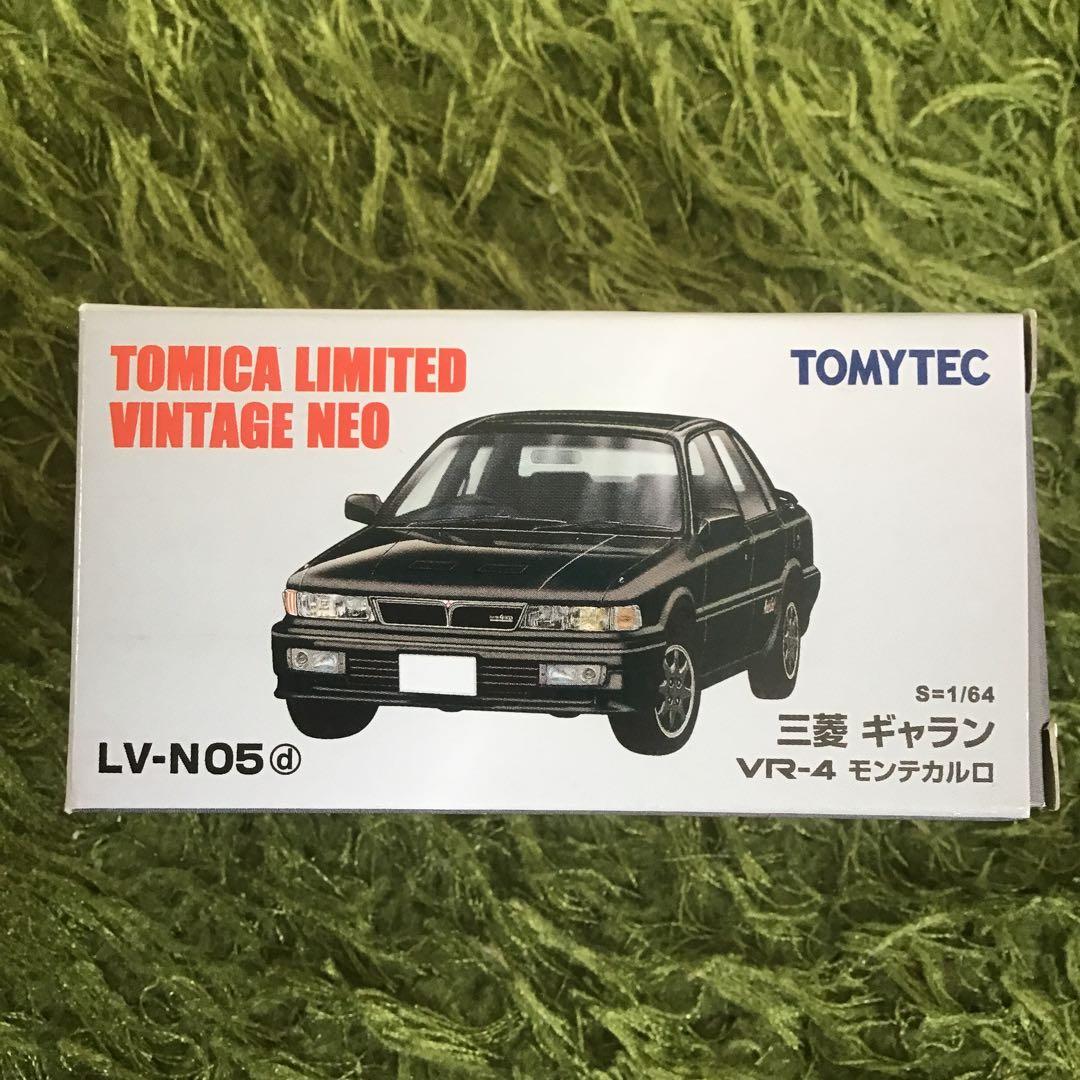 TOMICA LIMITED
VINTAGE NEO
TOMYTEC
S=1/64
三菱 ギャラン
VR-4 モンテカルロ
LV-N05ⓓ